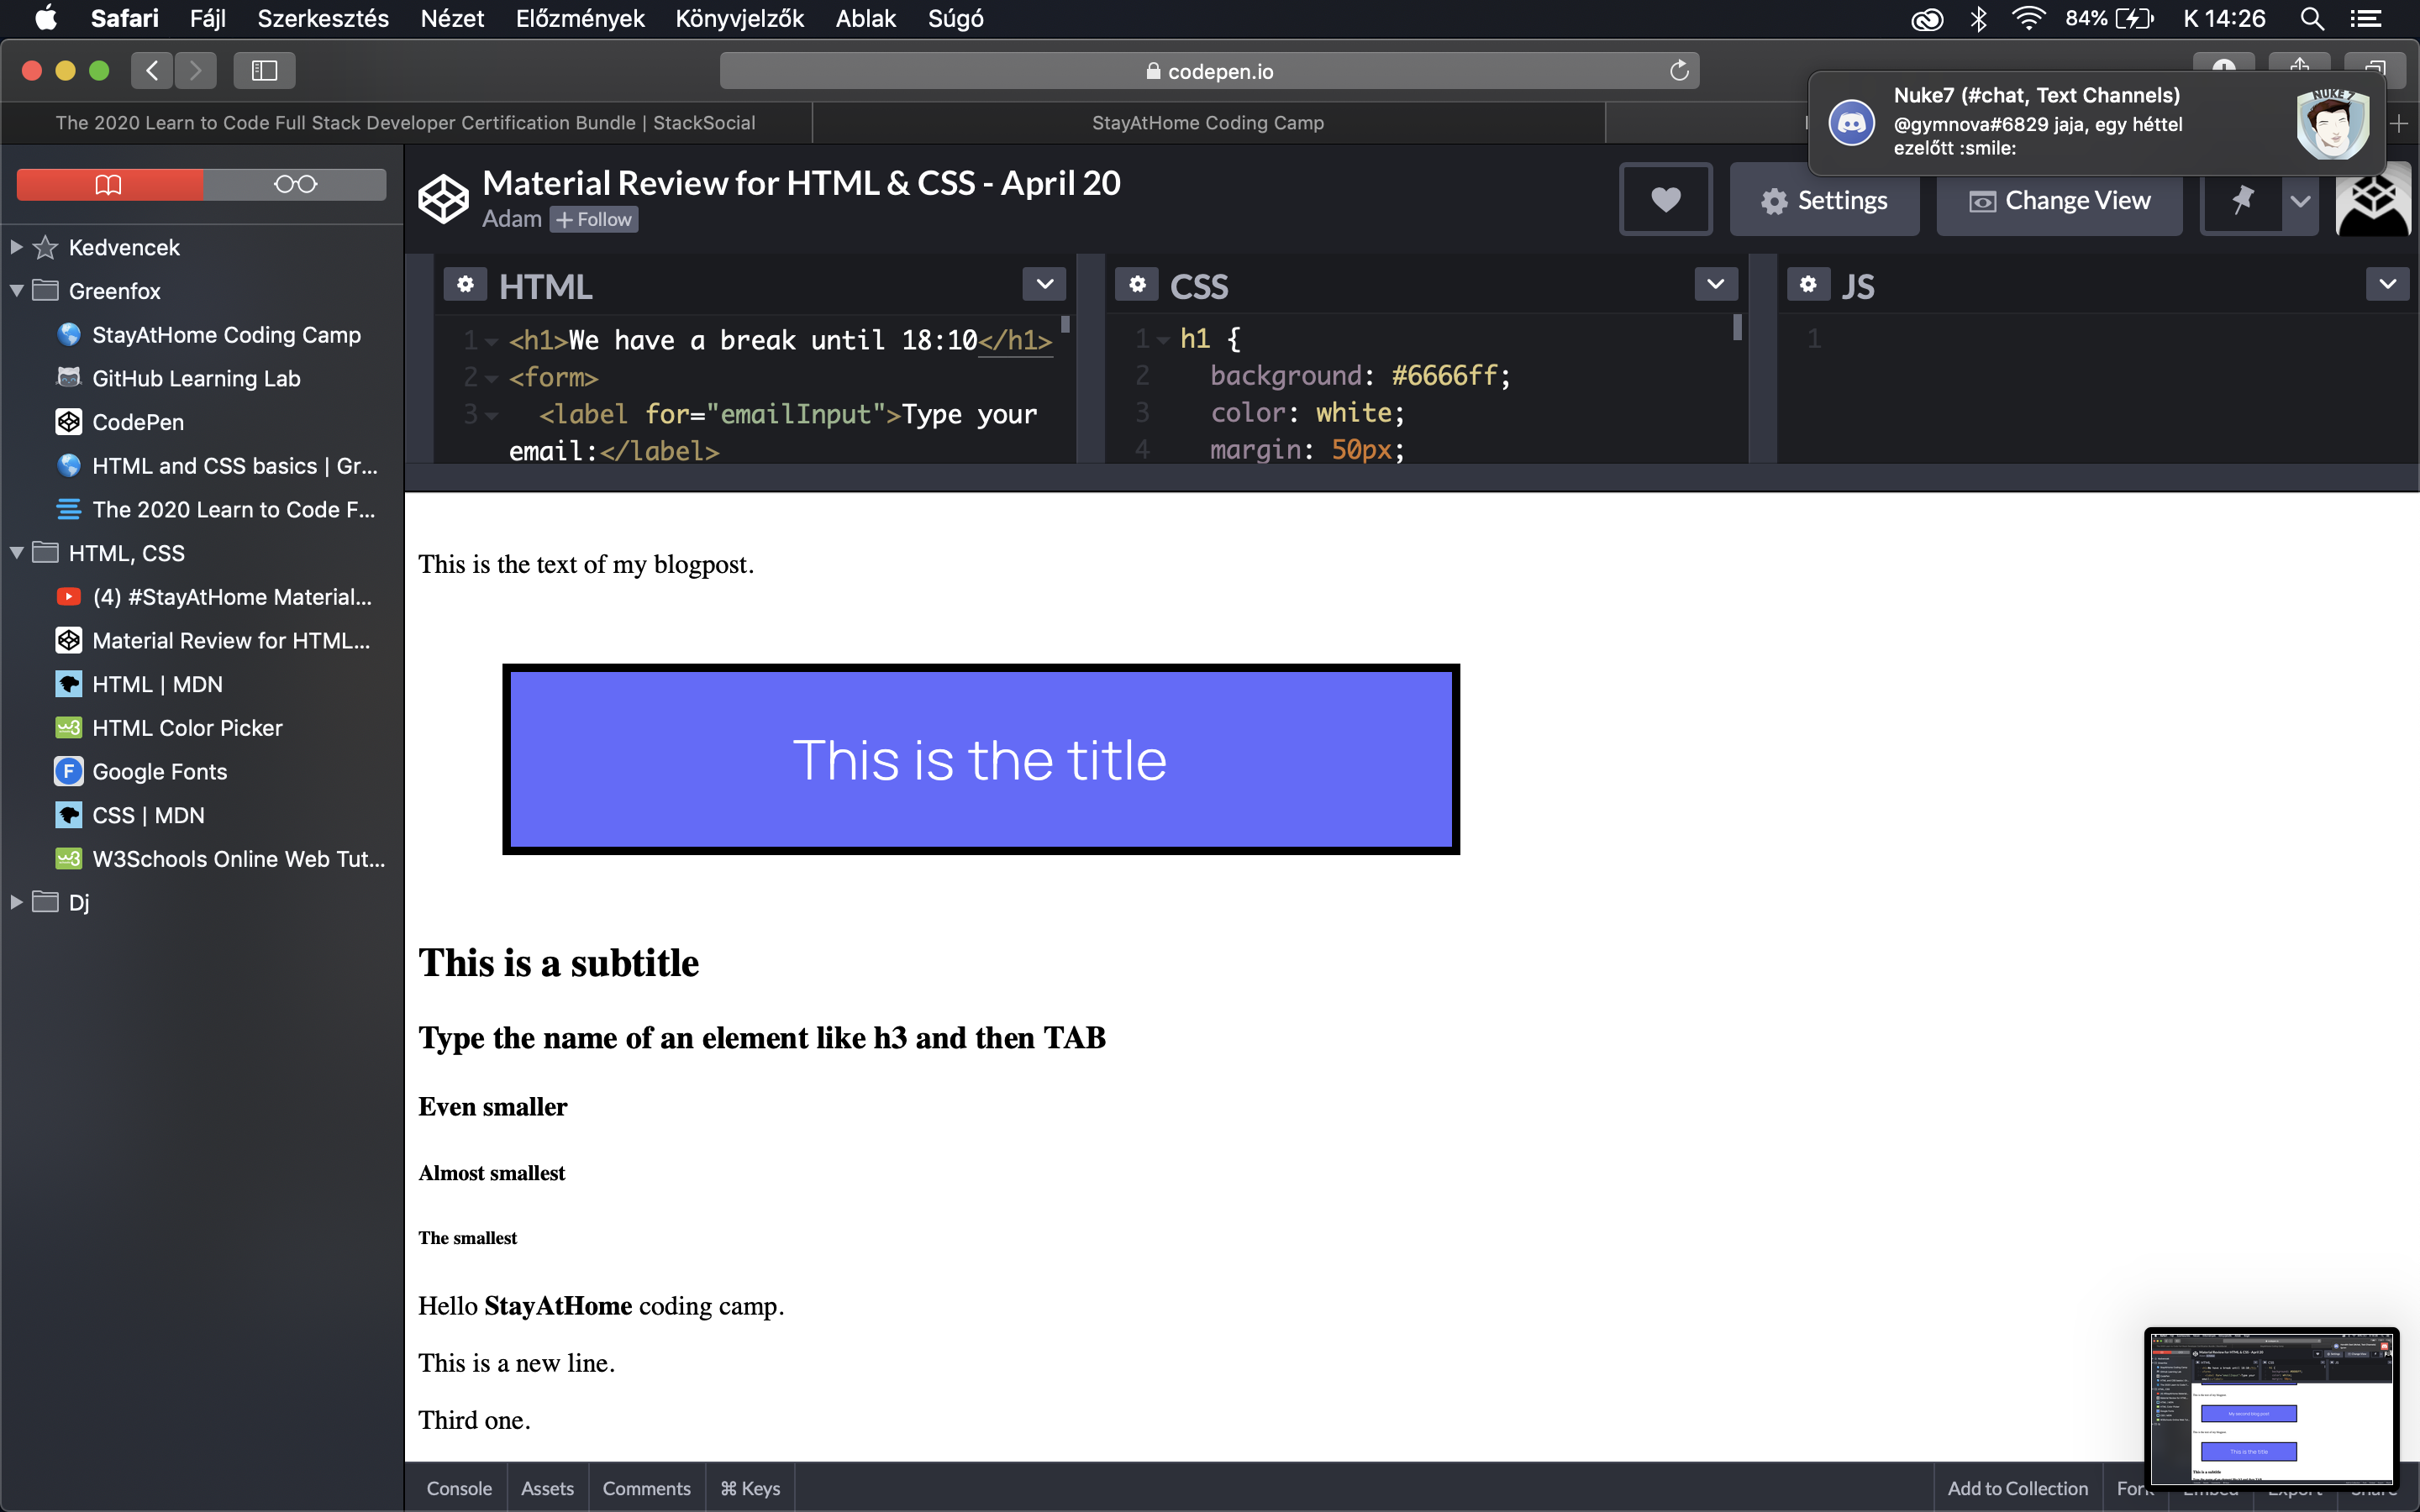 Safari Fájl Szerkesztés Nézet Előzmények Könyvjelzők Ablak Súgó 84% K 14:26
codepen.io
Nuke7 (#chat, Text Channels)
@gymnova#6829 jaja, egy héttel
ezelőtt :smile:
NUKE 7
The 2020 Learn to Code Full Stack Developer Certification Bundle | StackSocial StayAtHome Coding Camp
Kedvencek
Greenfox
StayAtHome Coding Camp
GitHub Learning Lab
CodePen
HTML and CSS basics | Gr...
The 2020 Learn to Code F...
HTML, CSS
(4) #StayAtHome Material...
Material Review for HTML...
HTML | MDN
HTML Color Picker
Google Fonts
CSS | MDN
W3Schools Online Web Tut...
Dj
Material Review for HTML & CSS - April 20
Adam + Follow
Settings Change View
HTML
1 <h1>We have a break until 18:10</h1>
2 <form>
3 <label for="emailInput">Type your
email:</label>
CSS
1 h1 {
2 background: #6666ff;
3 color: white;
4 margin: 50px;
JS
1
This is the text of my blogpost.
This is the title
This is a subtitle
Type the name of an element like h3 and then TAB
Even smaller
Almost smallest
The smallest
Hello StayAtHome coding camp.
This is a new line.
Third one.
Console Assets Comments ⌘ Keys Add to Collection Fork Embed Export Share